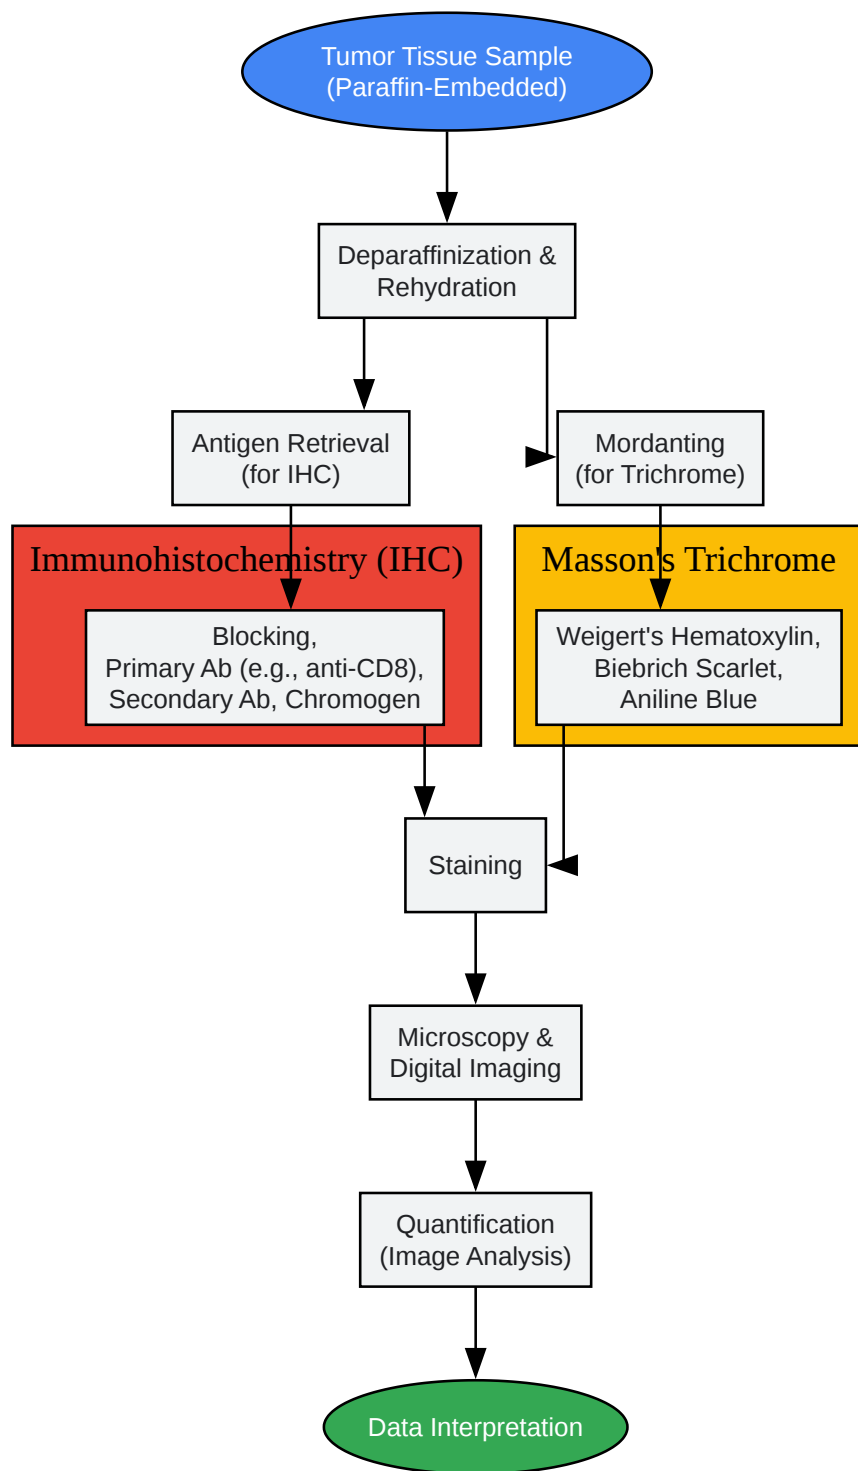 Tumor Tissue Sample
(Paraffin-Embedded)
Deparaffinization &
Rehydration
Antigen Retrieval
(for IHC)
Mordanting
(for Trichrome)
Immunohistochemistry (IHC)
Blocking,
Primary Ab (e.g., anti-CD8),
Secondary Ab, Chromogen
Masson's Trichrome
Weigert's Hematoxylin,
Biebrich Scarlet,
Aniline Blue
Staining
Microscopy &
Digital Imaging
Quantification
(Image Analysis)
Data Interpretation